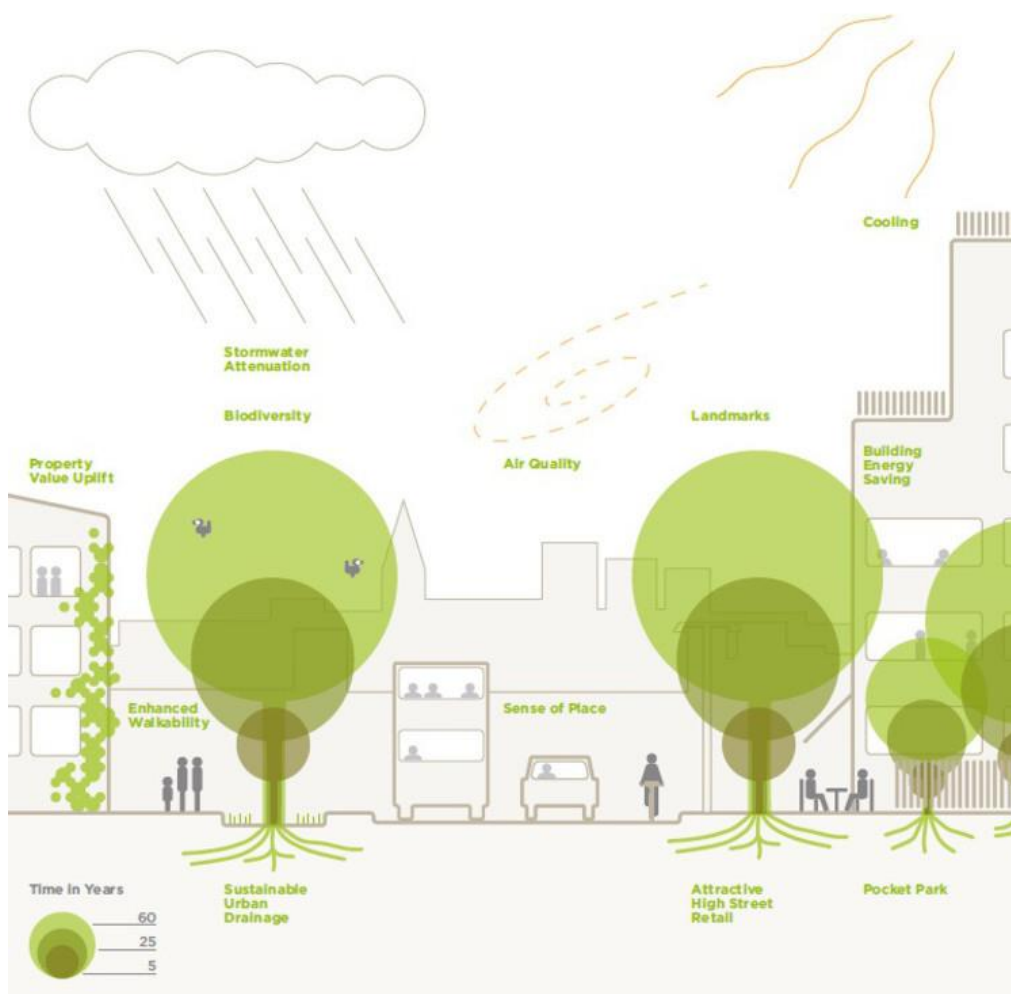 Cooling
Stormwater
Attenuation
Biodiversity
Landmarks
Property
Value Uplift
Air Quality
Building
Energy
Saving
Enhanced
Walkability
Sense of Place
Time in Years
60
25
5
Sustainable
Urban
Drainage
Attractive
High Street
Retail
Pocket Park